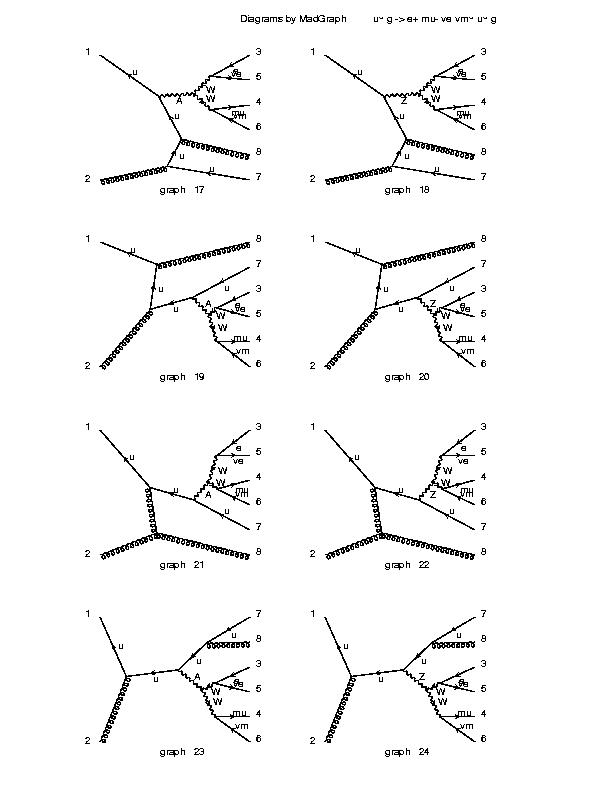 Diagrams by MadGraph u~ g -> e+ mu- ve vm~ u~ g
1 u A W W e ve mu vm u u u 3 5 4 6 8 7 2
graph 17
1 u Z W W e ve mu vm u u u 3 5 4 6 8 7 2
graph 18
1 u u u u A W W e ve mu vm 8 7 3 5 4 6 2
graph 19
1 u u u u Z W W e ve mu vm 8 7 3 5 4 6 2
graph 20
1 u u A W W e ve mu vm u 3 5 4 6 7 8 2
graph 21
1 u u Z W W e ve mu vm u 3 5 4 6 7 8 2
graph 22
1 u u u u A W W e ve mu vm 7 8 3 5 4 6 2
graph 23
1 u u u u Z W W e ve mu vm 7 8 3 5 4 6 2
graph 24